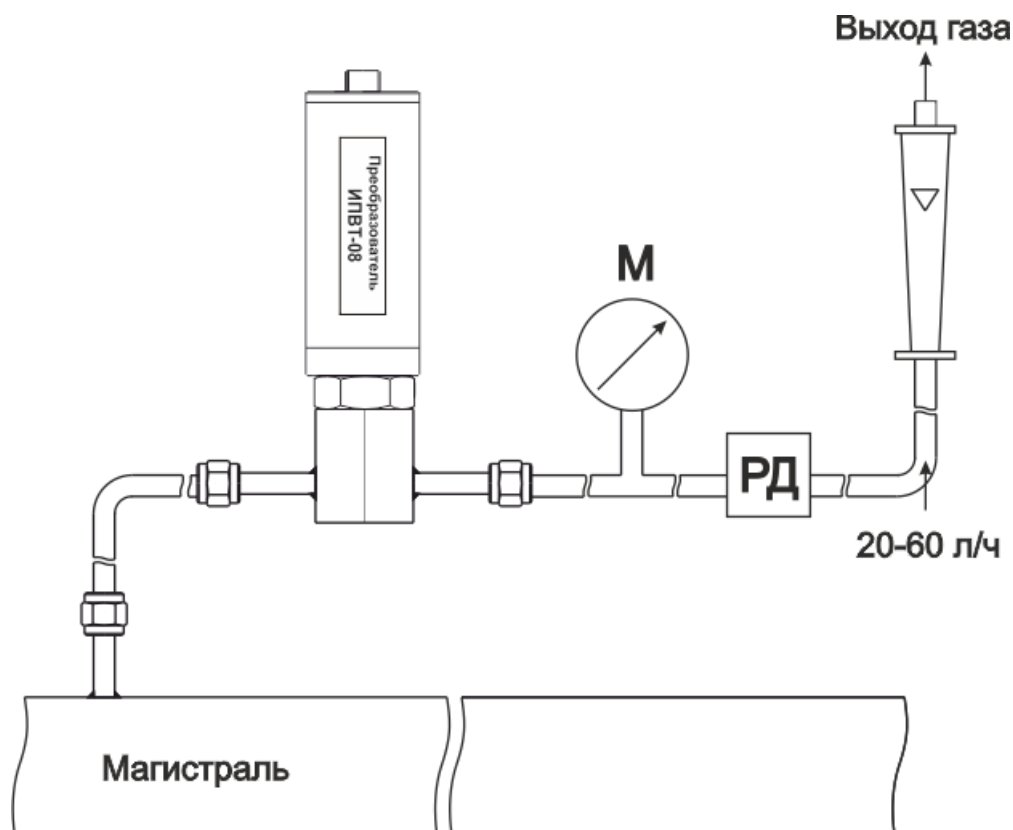 Выход газа
Преобразователь
ИПВТ-08
М
РД
20-60 л/ч
Магистраль